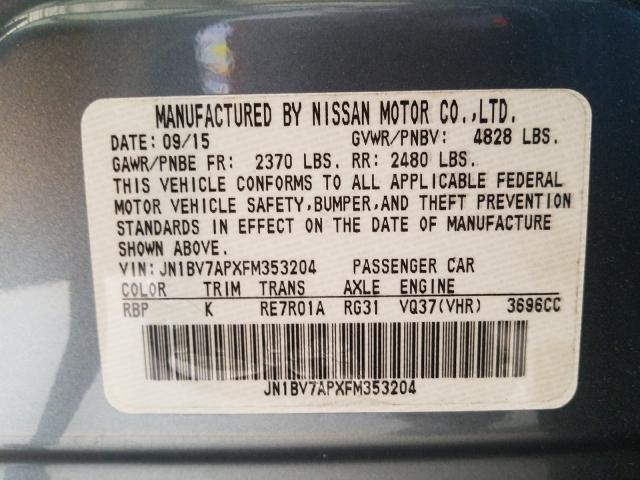 MANUFACTURED BY NISSAN MOTOR CO.,LTD.
DATE: 09/15 GVWR/PNBV: 4828 LBS.
GAWR/PNBE FR: 2370 LBS. RR: 2480 LBS.
THIS VEHICLE CONFORMS TO ALL APPLICABLE FEDERAL
MOTOR VEHICLE SAFETY,BUMPER,AND THEFT PREVENTION
STANDARDS IN EFFECT ON THE DATE OF MANUFACTURE
SHOWN ABOVE.
VIN:JN1BV7APXFM353204 PASSENGER CAR
COLOR TRIM TRANS AXLE ENGINE
RBP K RE7R01A RG31 VQ37(VHR) 3696CC
JN1BV7APXFM353204